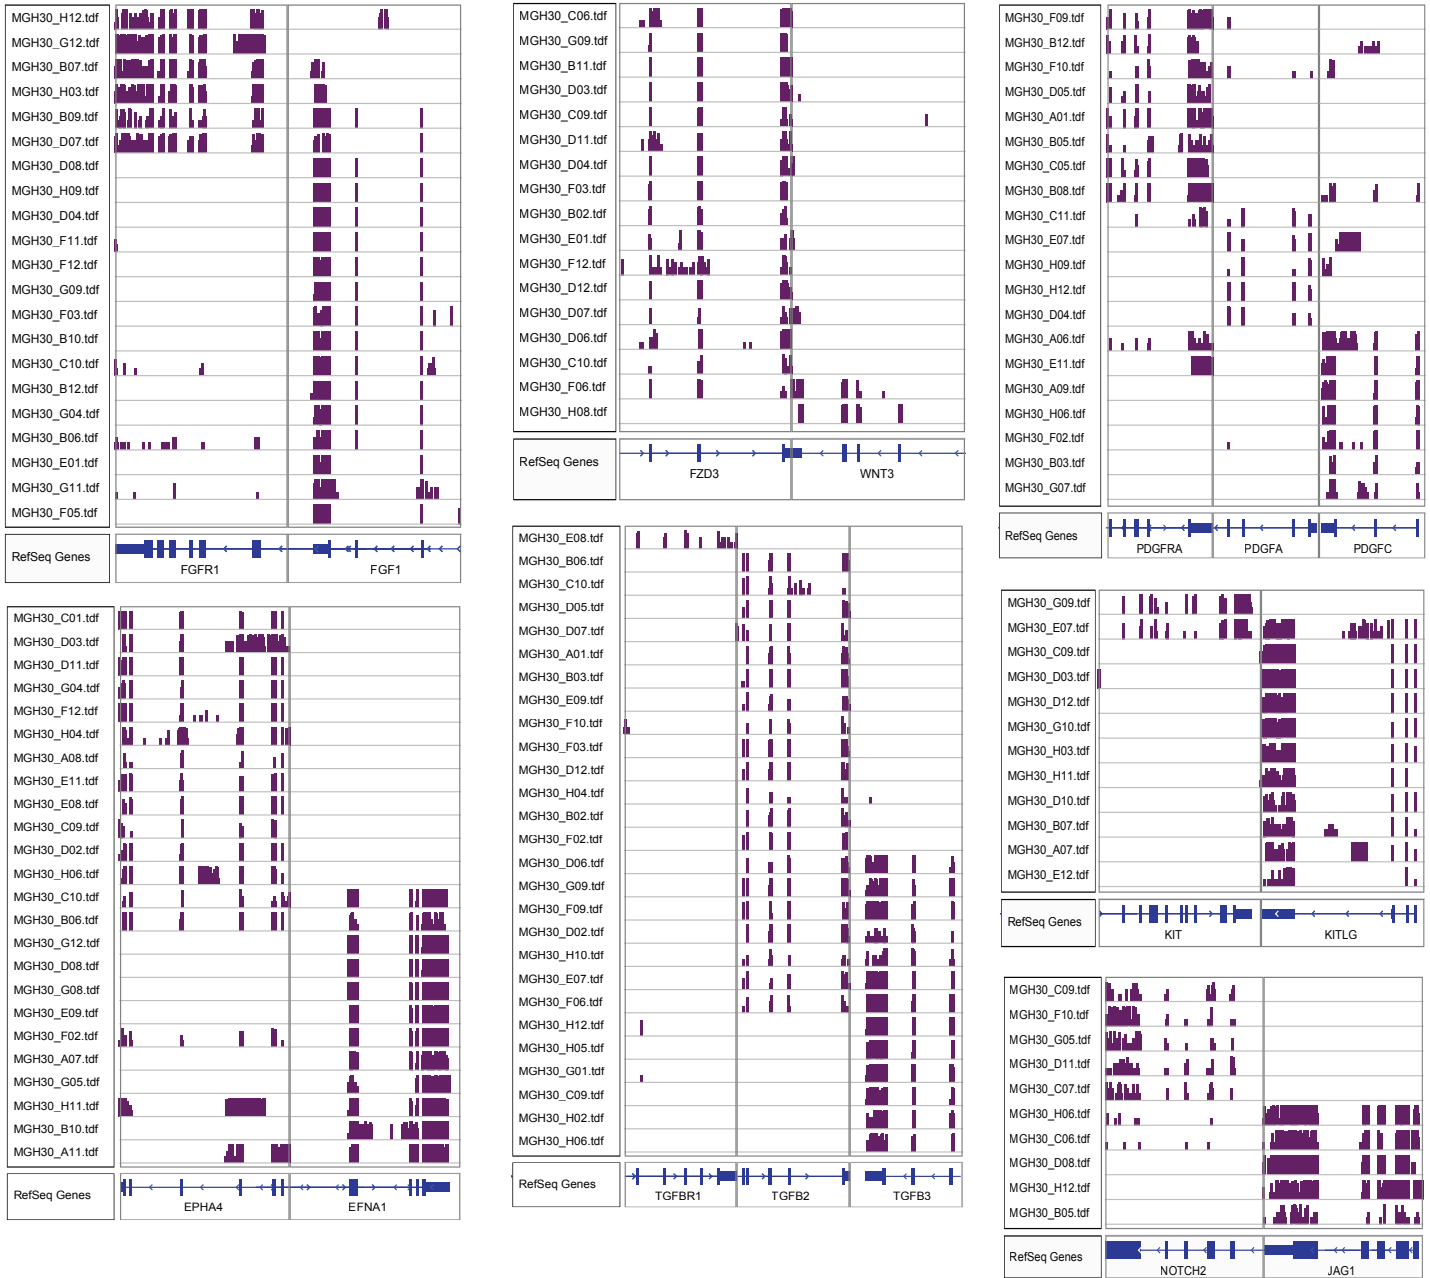 MGH30_H12.tdf
MGH30_G12.tdf
MGH30_B07.tdf
MGH30_H03.tdf
MGH30_B09.tdf
MGH30_D07.tdf
MGH30_D08.tdf
MGH30_H09.tdf
MGH30_D04.tdf
MGH30_F11.tdf
MGH30_F12.tdf
MGH30_G09.tdf
MGH30_F03.tdf
MGH30_B10.tdf
MGH30_C10.tdf
MGH30_B12.tdf
MGH30_G04.tdf
MGH30_B06.tdf
MGH30_E01.tdf
MGH30_G11.tdf
MGH30_F05.tdf
RefSeq Genes
FGFR1 FGF1
MGH30_C01.tdf
MGH30_D03.tdf
MGH30_D11.tdf
MGH30_G04.tdf
MGH30_F12.tdf
MGH30_H04.tdf
MGH30_A08.tdf
MGH30_E11.tdf
MGH30_E08.tdf
MGH30_C09.tdf
MGH30_D02.tdf
MGH30_H06.tdf
MGH30_C10.tdf
MGH30_B06.tdf
MGH30_G12.tdf
MGH30_D08.tdf
MGH30_G08.tdf
MGH30_E09.tdf
MGH30_F02.tdf
MGH30_A07.tdf
MGH30_G05.tdf
MGH30_H11.tdf
MGH30_B10.tdf
MGH30_A11.tdf
RefSeq Genes
EPHA4 EFNA1
MGH30_C06.tdf
MGH30_G09.tdf
MGH30_B11.tdf
MGH30_D03.tdf
MGH30_C09.tdf
MGH30_D11.tdf
MGH30_D04.tdf
MGH30_F03.tdf
MGH30_B02.tdf
MGH30_E01.tdf
MGH30_F12.tdf
MGH30_D12.tdf
MGH30_D07.tdf
MGH30_D06.tdf
MGH30_C10.tdf
MGH30_F06.tdf
MGH30_H08.tdf
RefSeq Genes
FZD3 WNT3
MGH30_E08.tdf
MGH30_B06.tdf
MGH30_C10.tdf
MGH30_D05.tdf
MGH30_D07.tdf
MGH30_A01.tdf
MGH30_B03.tdf
MGH30_E09.tdf
MGH30_F10.tdf
MGH30_F03.tdf
MGH30_D12.tdf
MGH30_H04.tdf
MGH30_B02.tdf
MGH30_F02.tdf
MGH30_D06.tdf
MGH30_G09.tdf
MGH30_F09.tdf
MGH30_D02.tdf
MGH30_H10.tdf
MGH30_E07.tdf
MGH30_F06.tdf
MGH30_H12.tdf
MGH30_H05.tdf
MGH30_G01.tdf
MGH30_C09.tdf
MGH30_H02.tdf
MGH30_H06.tdf
RefSeq Genes
TGFBR1 TGFB2 TGFB3
MGH30_F09.tdf
MGH30_B12.tdf
MGH30_F10.tdf
MGH30_D05.tdf
MGH30_A01.tdf
MGH30_B05.tdf
MGH30_C05.tdf
MGH30_B08.tdf
MGH30_C11.tdf
MGH30_E07.tdf
MGH30_H09.tdf
MGH30_H12.tdf
MGH30_D04.tdf
MGH30_A06.tdf
MGH30_E11.tdf
MGH30_A09.tdf
MGH30_H06.tdf
MGH30_F02.tdf
MGH30_B03.tdf
MGH30_G07.tdf
RefSeq Genes
PDGFRA PDGFA PDGFC
MGH30_G09.tdf
MGH30_E07.tdf
MGH30_C09.tdf
MGH30_D03.tdf
MGH30_D12.tdf
MGH30_G10.tdf
MGH30_H03.tdf
MGH30_H11.tdf
MGH30_D10.tdf
MGH30_B07.tdf
MGH30_A07.tdf
MGH30_E12.tdf
RefSeq Genes
KIT KITLG
MGH30_C09.tdf
MGH30_F10.tdf
MGH30_G05.tdf
MGH30_D11.tdf
MGH30_C07.tdf
MGH30_H06.tdf
MGH30_C06.tdf
MGH30_D08.tdf
MGH30_H12.tdf
MGH30_B05.tdf
RefSeq Genes
NOTCH2 JAG1